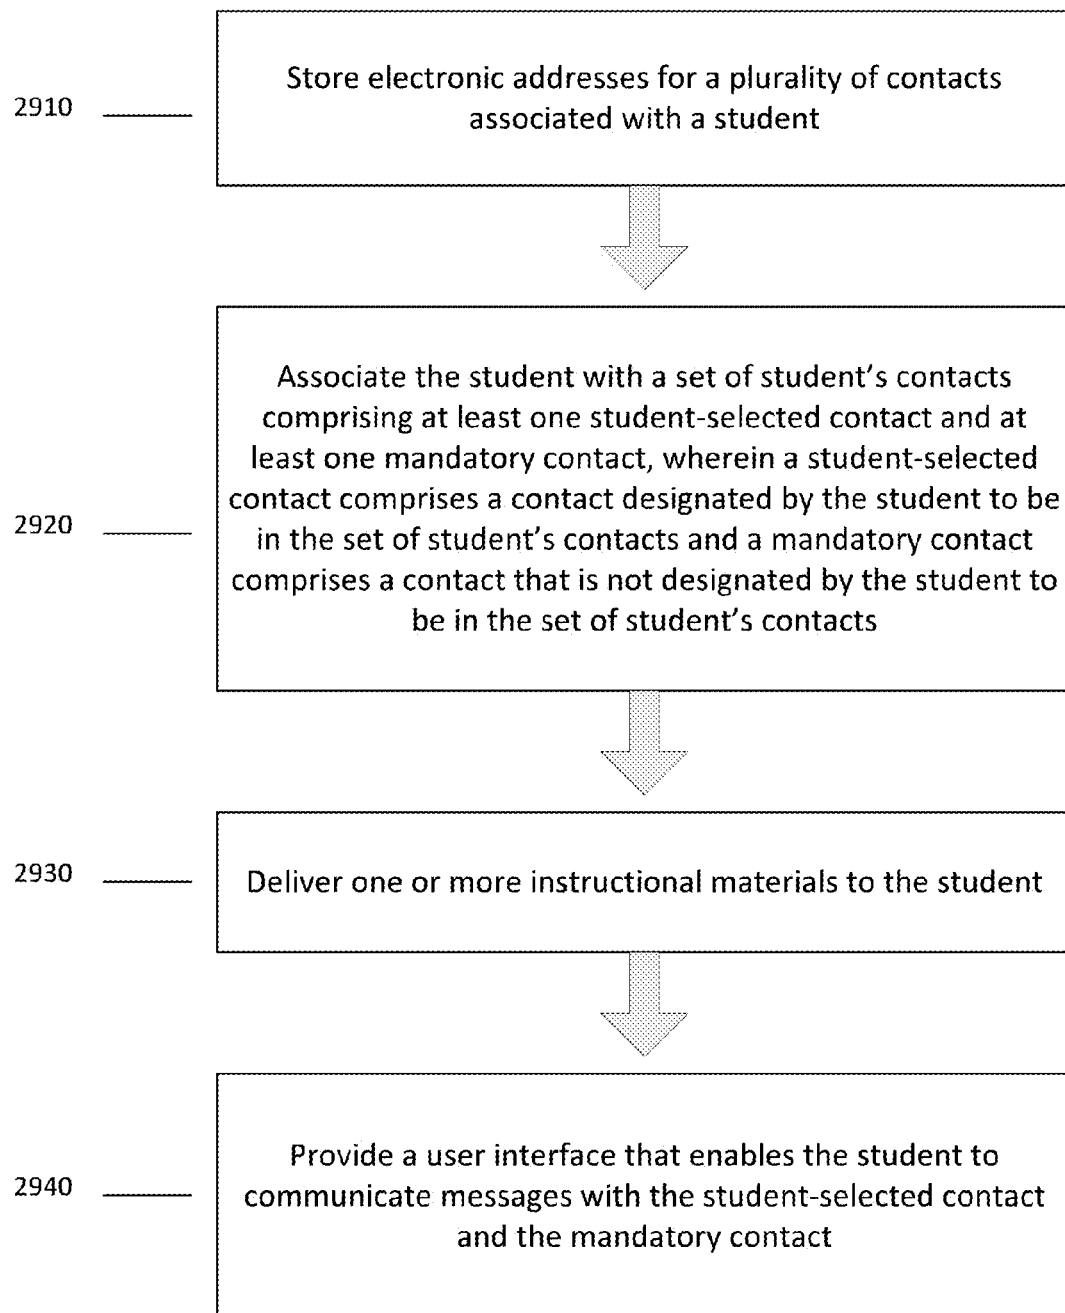 2910
Store electronic addresses for a plurality of contacts
associated with a student
2920
Associate the student with a set of student's contacts
comprising at least one student-selected contact and at
least one mandatory contact, wherein a student-selected
contact comprises a contact designated by the student to be
in the set of student's contacts and a mandatory contact
comprises a contact that is not designated by the student to
be in the set of student's contacts
2930
Deliver one or more instructional materials to the student
2940
Provide a user interface that enables the student to
communicate messages with the student-selected contact
and the mandatory contact